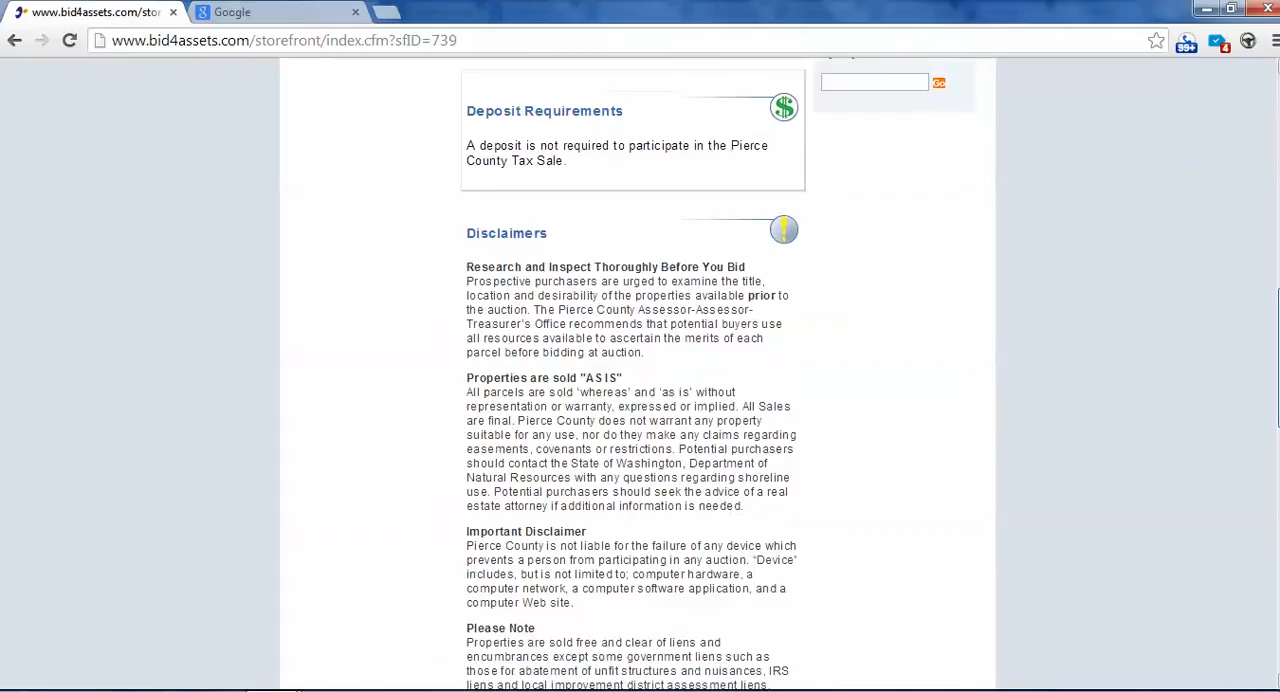 www.bid4assets.com/stor
Google
www.bid4assets.com/storefront/index.cfm?sfID=739
99+
4
Go
Deposit Requirements
$
A deposit is not required to participate in the Pierce
County Tax Sale.
Disclaimers
!
Research and Inspect Thoroughly Before You Bid
Prospective purchasers are urged to examine the title,
location and desirability of the properties available prior to
the auction. The Pierce County Assessor-Assessor-
Treasurer's Office recommends that potential buyers use
all resources available to ascertain the merits of each
parcel before bidding at auction.
Properties are sold "AS IS"
All parcels are sold 'whereas' and 'as is' without
representation or warranty, expressed or implied. All Sales
are final. Pierce County does not warrant any property
suitable for any use, nor do they make any claims regarding
easements, covenants or restrictions. Potential purchasers
should contact the State of Washington, Department of
Natural Resources with any questions regarding shoreline
use. Potential purchasers should seek the advice of a real
estate attorney if additional information is needed.
Important Disclaimer
Pierce County is not liable for the failure of any device which
prevents a person from participating in any auction. "Device"
includes, but is not limited to; computer hardware, a
computer network, a computer software application, and a
computer Web site.
Please Note
Properties are sold free and clear of liens and
encumbrances except some government liens such as
those for abatement of unfit structures and nuisances, IRS
liens and local improvement district assessment liens.